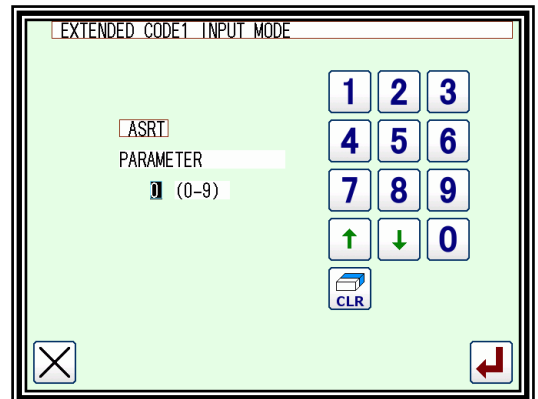 EXTENDED CODE1 INPUT MODE
ASRT
PARAMETER
0 (0-9)
1 2 3
4 5 6
7 8 9
↑ ↓ 0
CLR